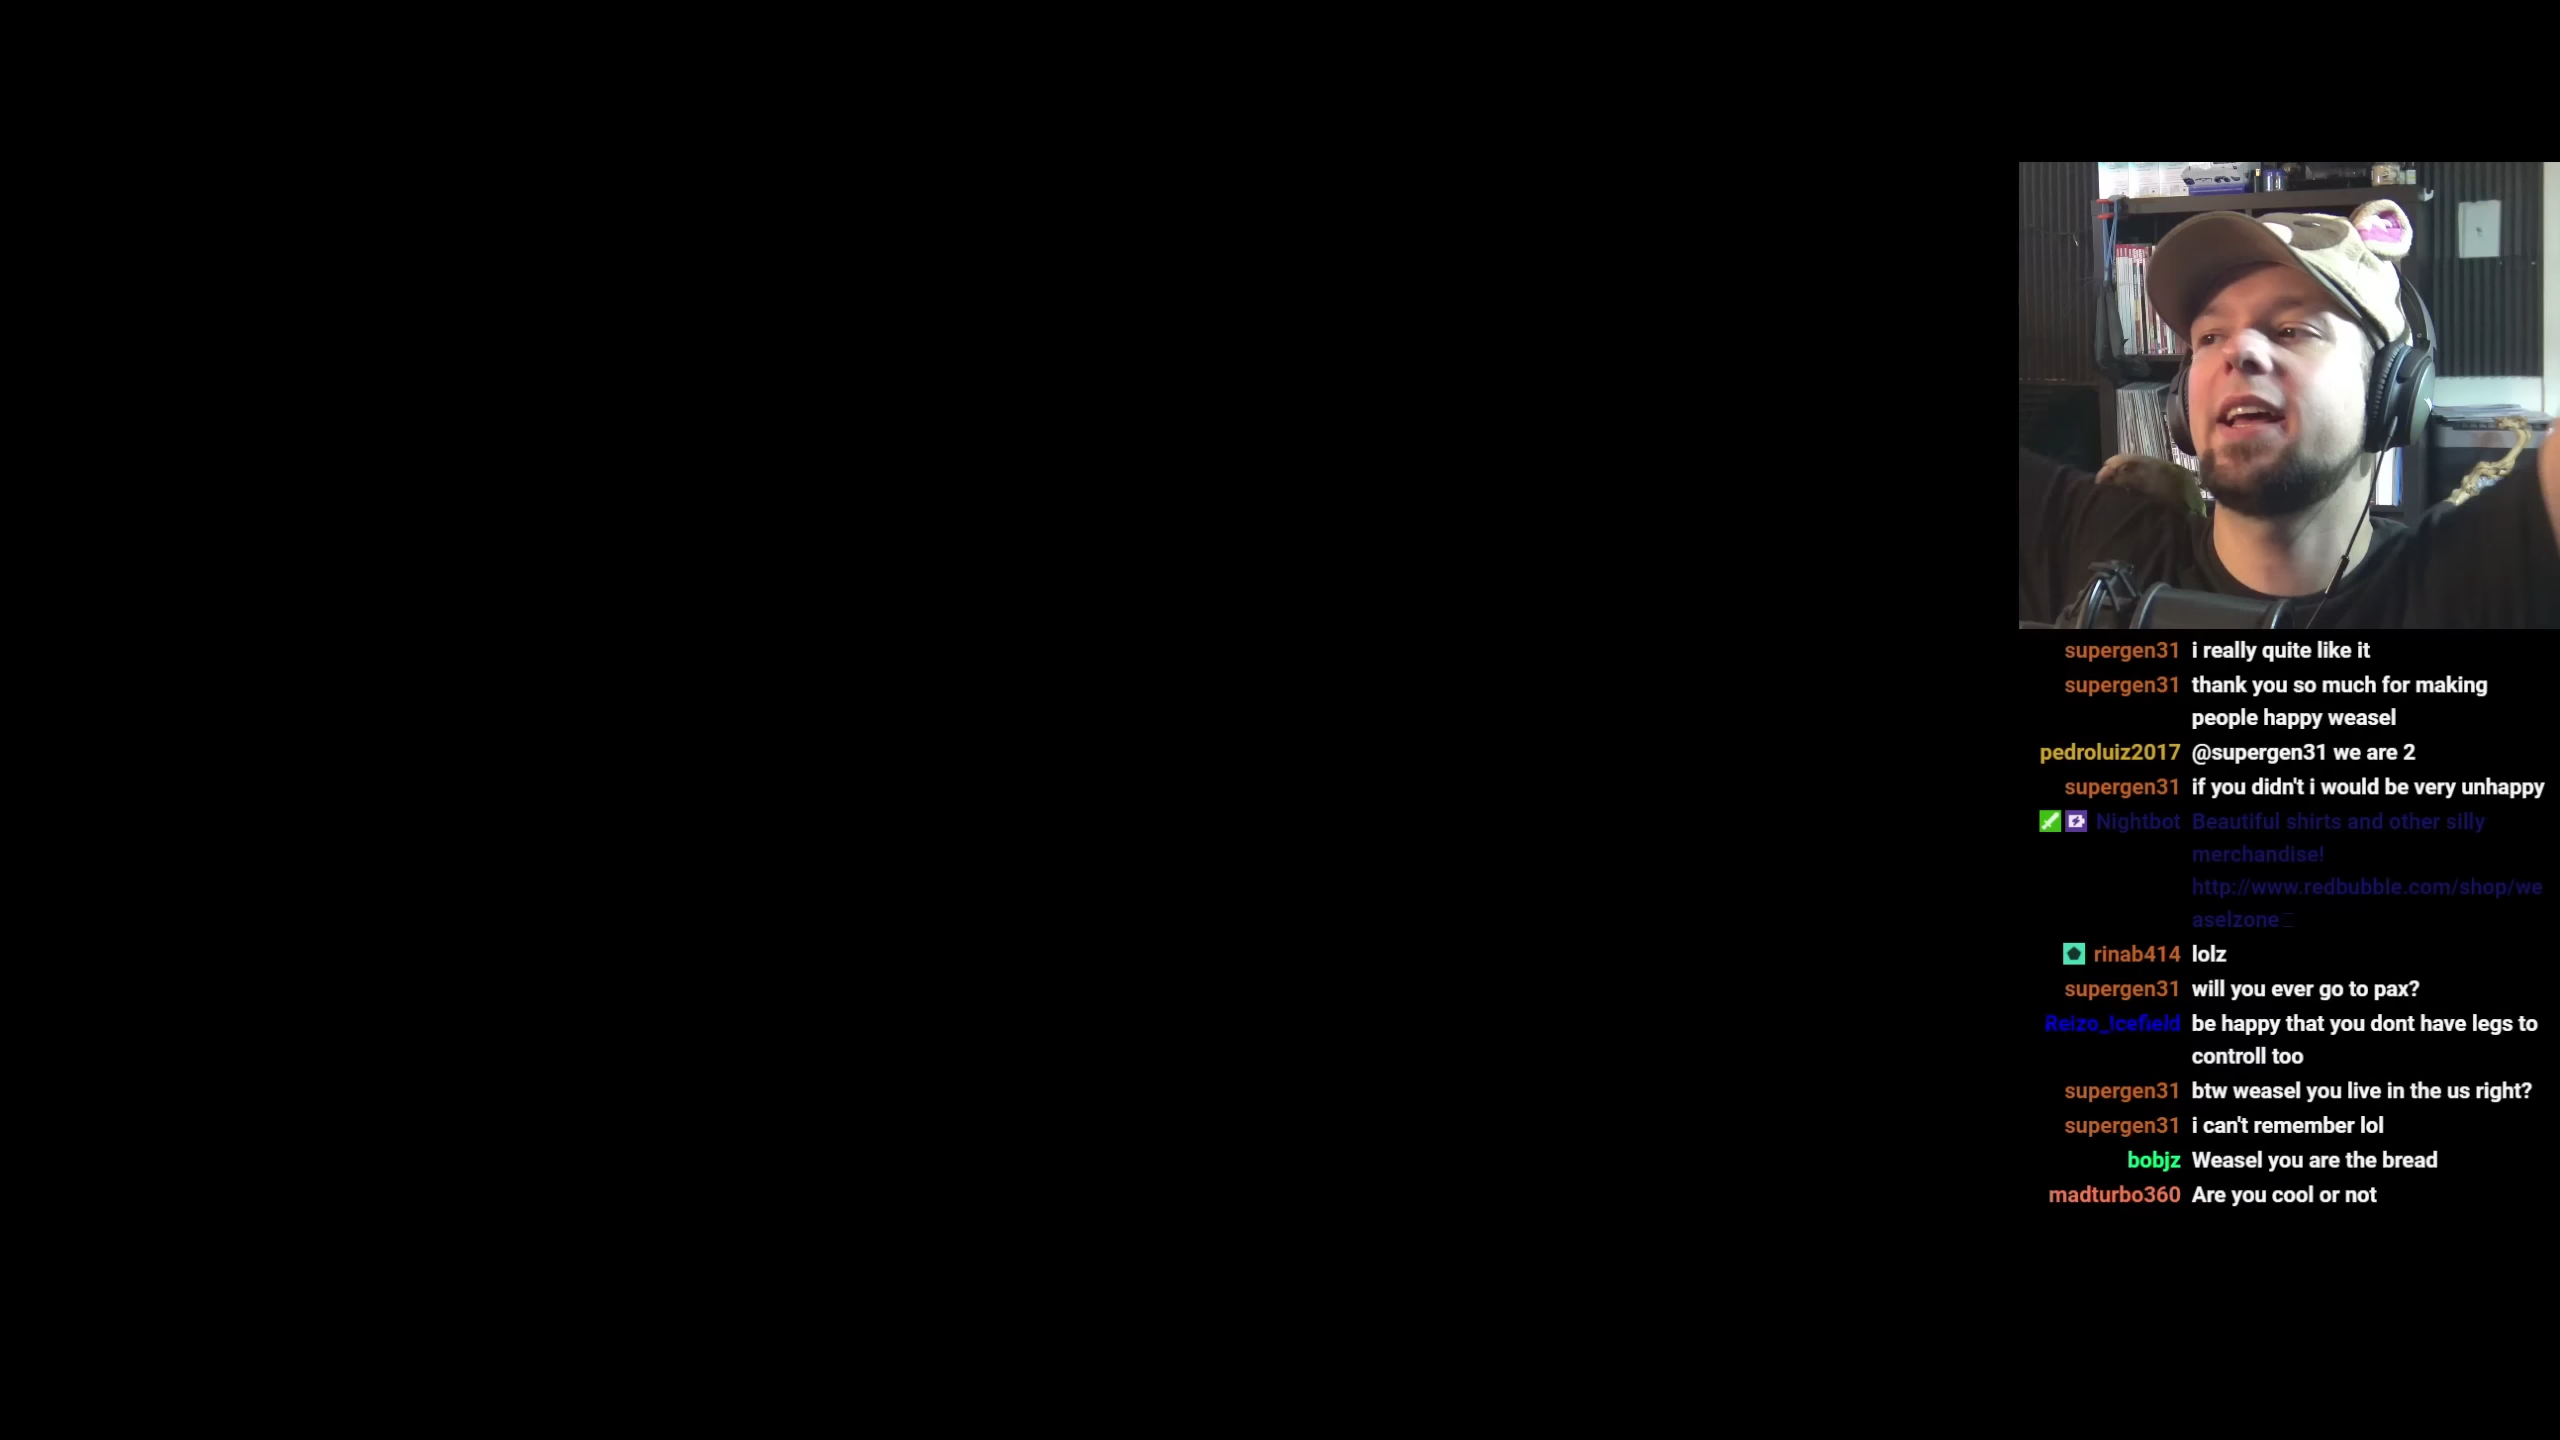 supergen31 i really quite like it
supergen31 thank you so much for making
people happy weasel
pedroluiz2017 @supergen31 we are 2
supergen31 if you didn't i would be very unhappy
Nightbot Beautiful shirts and other silly
merchandise!
http://www.redbubble.com/shop/we
aselzone
rinab414 lolz
supergen31 will you ever go to pax?
Reizo_Icefield be happy that you dont have legs to
controll too
supergen31 btw weasel you live in the us right?
supergen31 i can't remember lol
bobjz Weasel you are the bread
madturbo360 Are you cool or not